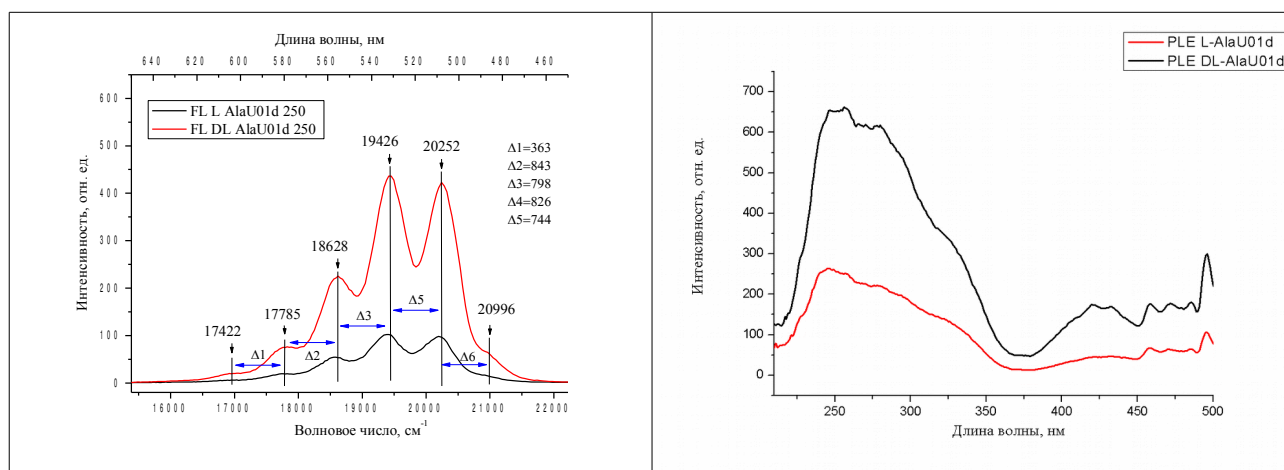 Длина волны, нм
640 620 600 580 560 540 520 500 480 460
FL L AlaU01d 250
FL DL AlaU01d 250
Δ1=363
Δ2=843
Δ3=798
Δ4=826
Δ5=744
17422
17785
18628
19426
20252
20996
Δ1
Δ2
Δ3
Δ5
Δ6
Интенсивность, отн. ед.
600
500
400
300
200
100
0
16000 17000 18000 19000 20000 21000 22000
Волновое число, см-1
PLE L-AlaU01d
PLE DL-AlaU01d
Интенсивность, отн. ед.
700
600
500
400
300
200
100
0
250 300 350 400 450 500
Длина волны, нм